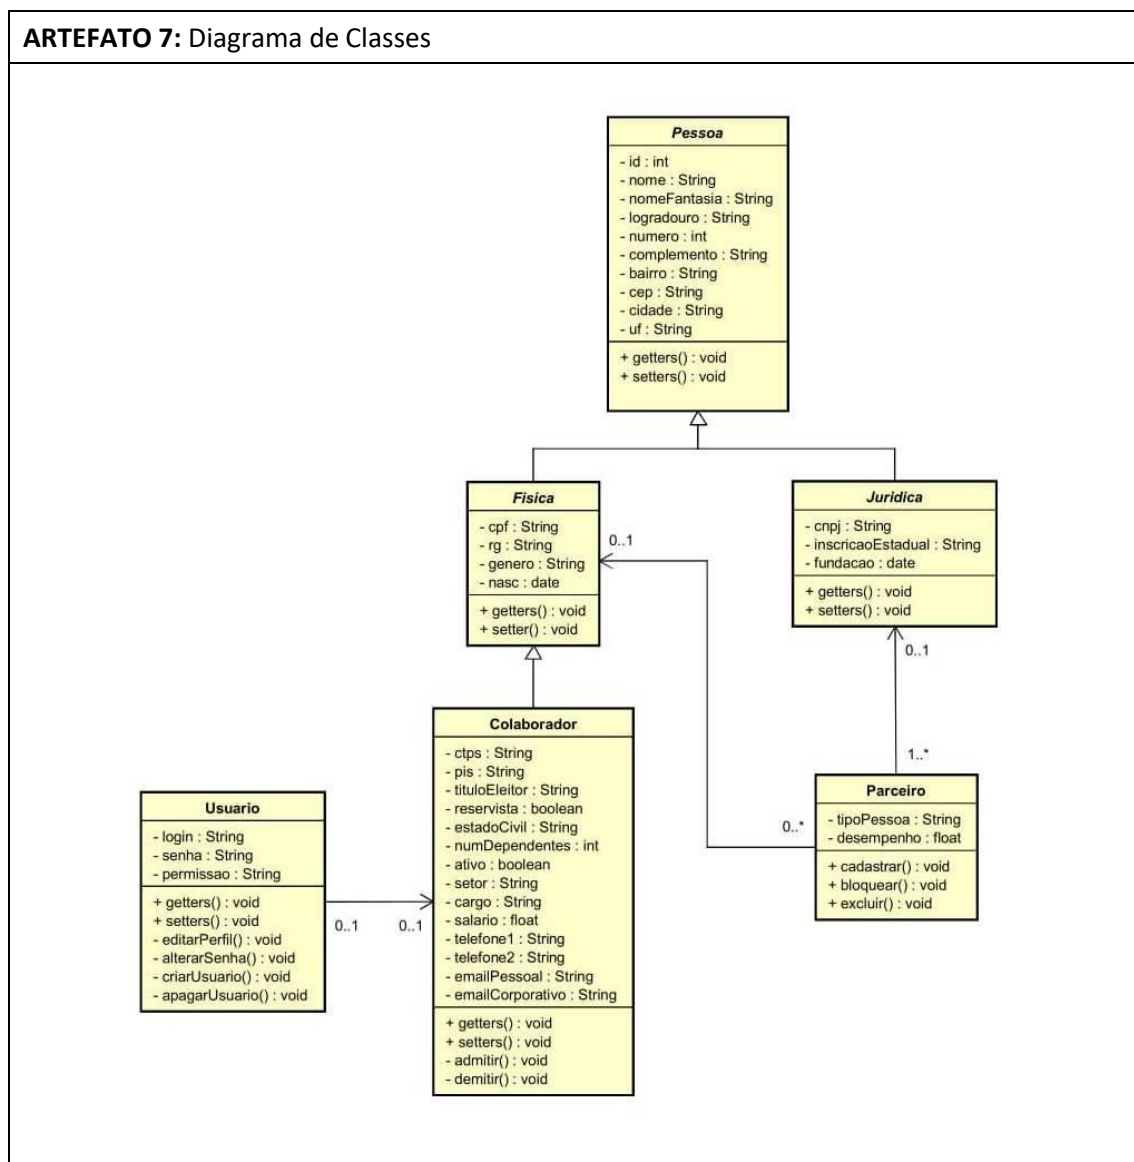 ARTEFATO 7: Diagrama de Classes
Pessoa
- id : int
- nome : String
- nomeFantasia : String
- logradouro : String
- numero : int
- complemento : String
- bairro : String
- cep : String
- cidade : String
- uf : String
+ getters() : void
+ setters() : void
Fisica
- cpf : String
- rg : String
- genero : String
- nasc : date
+ getters() : void
+ setter() : void
0..1
Juridica
- cnpj : String
- inscricaoEstadual : String
- fundacao : date
+ getters() : void
+ setters() : void
0..1
1..*
Colaborador
- ctps : String
- pis : String
- tituloEleitor : String
- reservista : boolean
- estadoCivil : String
- numDependentes : int
- ativo : boolean
- setor : String
- cargo : String
- salario : float
- telefone1 : String
- telefone2 : String
- emailPessoal : String
- emailCorporativo : String
+ getters() : void
+ setters() : void
- admitir() : void
- demitir() : void
Usuario
- login : String
- senha : String
- permissao : String
+ getters() : void
+ setters() : void
- editarPerfil() : void
- alterarSenha() : void
- criarUsuario() : void
- apagarUsuario() : void
0..1
0..1
Parceiro
- tipoPessoa : String
- desempenho : float
+ cadastrar() : void
+ bloquear() : void
+ excluir() : void
0..*